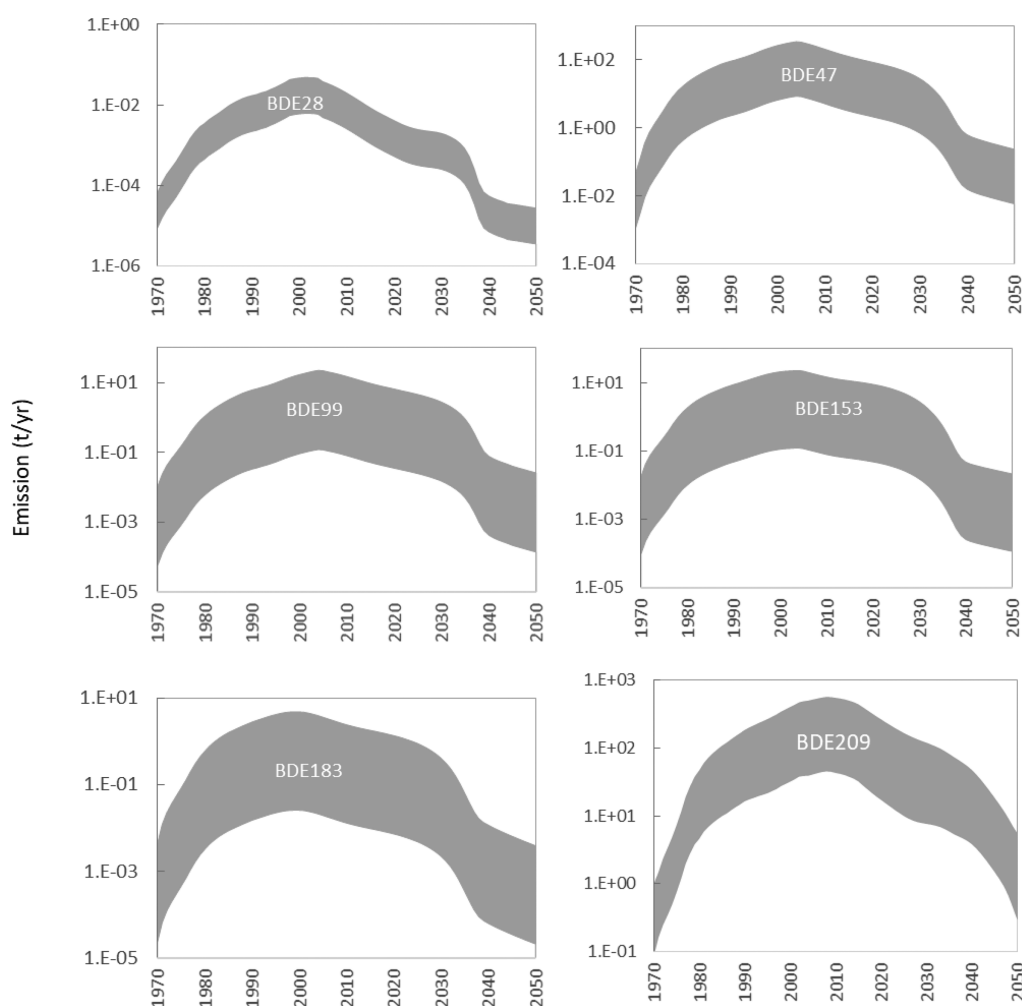 Emission (t/yr)
1.E+00
1.E-02
1.E-04
1.E-06
BDE28
1970 1980 1990 2000 2010 2020 2030 2040 2050
1.E+02
1.E+00
1.E-02
1.E-04
BDE47
1970 1980 1990 2000 2010 2020 2030 2040 2050
1.E+01
1.E-01
1.E-03
1.E-05
BDE99
1970 1980 1990 2000 2010 2020 2030 2040 2050
1.E+01
1.E-01
1.E-03
1.E-05
BDE153
1970 1980 1990 2000 2010 2020 2030 2040 2050
1.E+01
1.E-01
1.E-03
1.E-05
BDE183
1970 1980 1990 2000 2010 2020 2030 2040 2050
1.E+03
1.E+02
1.E+01
1.E+00
1.E-01
BDE209
1970 1980 1990 2000 2010 2020 2030 2040 2050